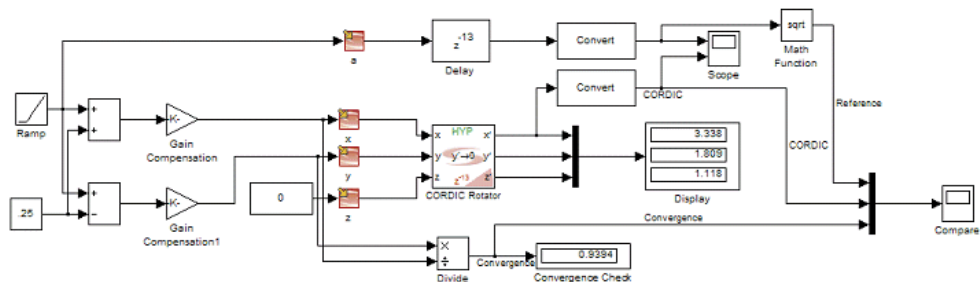 sqrt
Math
Function
z-13
Delay
a
Convert
Scope
Convert
CORDIC
Reference
Ramp
+
+
K-
Gain
Compensation
x
x HYP x'
y y'→0 y'
z z-13 z'
CORDIC Rotator
y
z
3.338
1.809
1.118
Display
CORDIC
.25
+
−
K-
Gain
Compensation1
0
Convergence
Compare
×
÷
Divide
Convergence
0.9394
Convergence Check